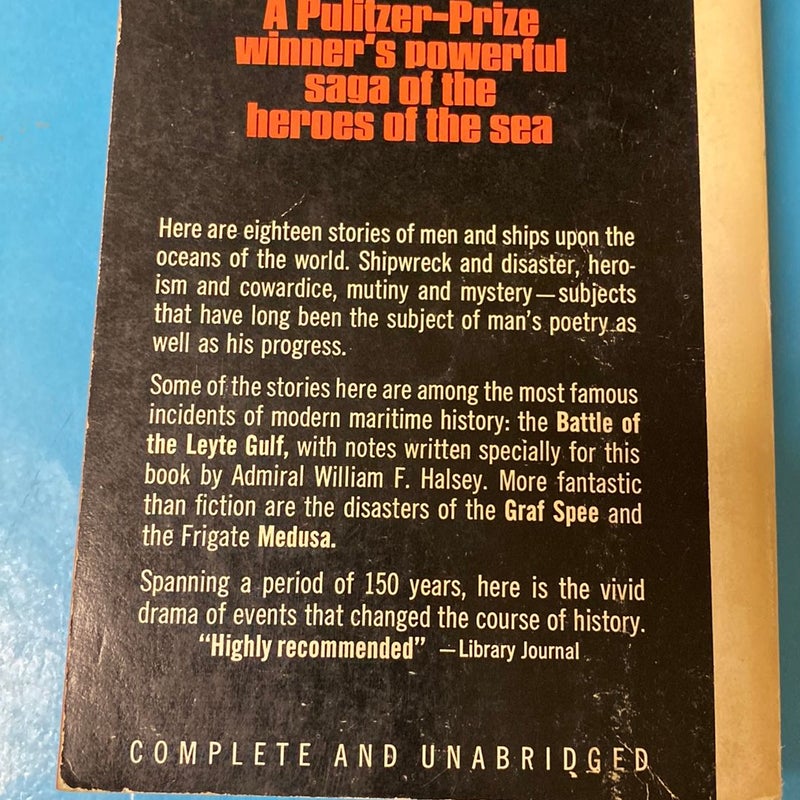 A Pulitzer-Prize
winner's powerful
saga of the
heroes of the sea
Here are eighteen stories of men and ships upon the
oceans of the world. Shipwreck and disaster, hero-
ism and cowardice, mutiny and mystery—subjects
that have long been the subject of man's poetry as
well as his progress.
Some of the stories here are among the most famous
incidents of modern maritime history: the Battle of
the Leyte Gulf, with notes written specially for this
book by Admiral William F. Halsey. More fantastic
than fiction are the disasters of the Graf Spee and
the Frigate Medusa.
Spanning a period of 150 years, here is the vivid
drama of events that changed the course of history.
"Highly recommended" —Library Journal
COMPLETE AND UNABRIDGED